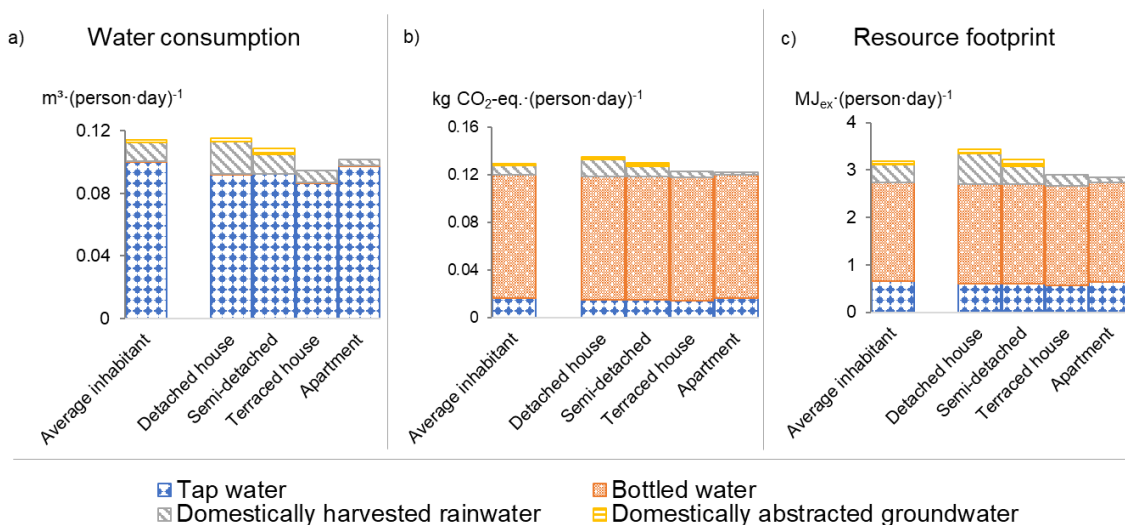 a) Water consumption
m³·(person·day)⁻¹
0.12
0.08
0.04
0
Average inhabitant
Detached house
Semi-detached
Terraced house
Apartment
b)
kg CO₂-eq.·(person·day)⁻¹
0.16
0.12
0.08
0.04
0
Average inhabitant
Detached house
Semi-detached
Terraced house
Apartment
c) Resource footprint
MJₑₓ·(person·day)⁻¹
4
3
2
1
0
Average inhabitant
Detached house
Semi-detached
Terraced house
Apartment
Tap water
Bottled water
Domestically harvested rainwater
Domestically abstracted groundwater